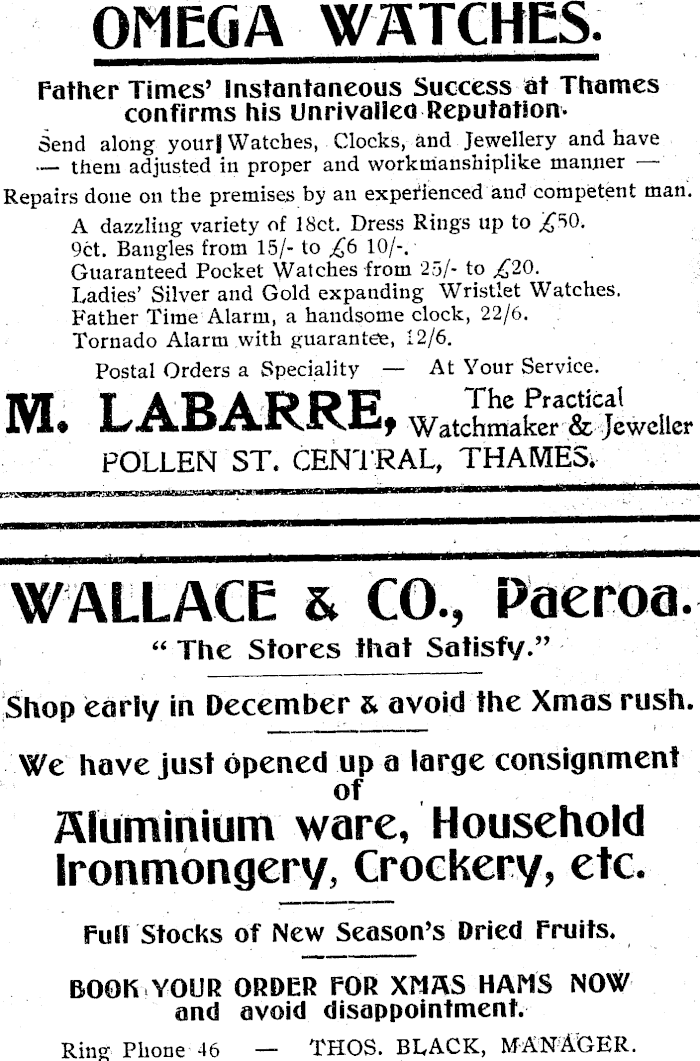 OMEGA WATCHES.
Father Times' Instantaneous Success at Thames
confirms his Unrivalled Reputation.
Send along your Watches, Clocks, and Jewellery and have
— them adjusted in proper and workmanshiplike manner —
Repairs done on the premises by an experienced and competent man.
A dazzling variety of 18ct. Dress Rings up to £50.
9ct. Bangles from 15/- to £6 10/-.
Guaranteed Pocket Watches from 25/- to £20.
Ladies' Silver and Gold expanding Wristlet Watches.
Father Time Alarm, a handsome clock, 22/6.
Tornado Alarm with guarantee, 12/6.
Postal Orders a Speciality — At Your Service.
M. LABARRE, The Practical
Watchmaker & Jeweller
POLLEN ST. CENTRAL, THAMES.
WALLACE & CO., Paeroa.
"The Stores that Satisfy."
Shop early in December & avoid the Xmas rush.
We have just opened up a large consignment
of
Aluminium ware, Household
Ironmongery, Crockery, etc.
Full Stocks of New Season's Dried Fruits.
BOOK YOUR ORDER FOR XMAS HAMS NOW
and avoid disappointment.
Ring Phone 46 — THOS. BLACK, MANAGER.